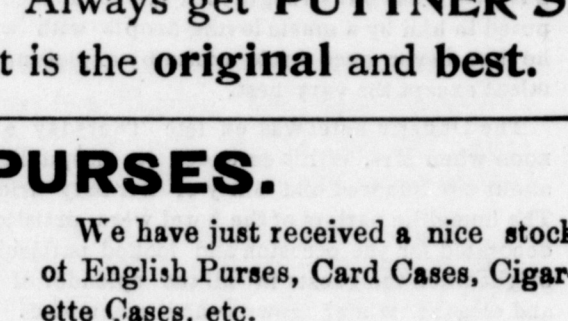 Always get PUTTNER'S
t is the original and best.
PURSES.
We have just received a nice stock
of English Purses, Card Cases, Cigar-
ette Cases, etc.